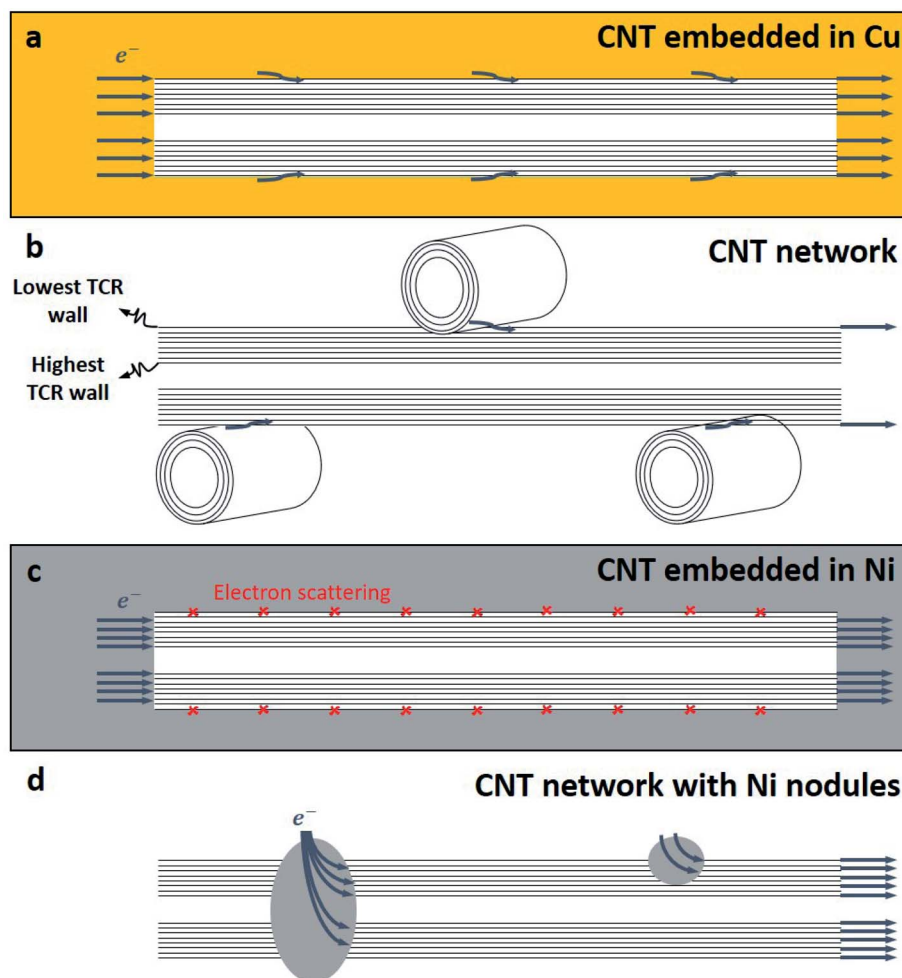 a
CNT embedded in Cu
e⁻
b
CNT network
Lowest TCR
wall
Highest
TCR wall
c
CNT embedded in Ni
Electron scattering
e⁻
d
CNT network with Ni nodules
e⁻